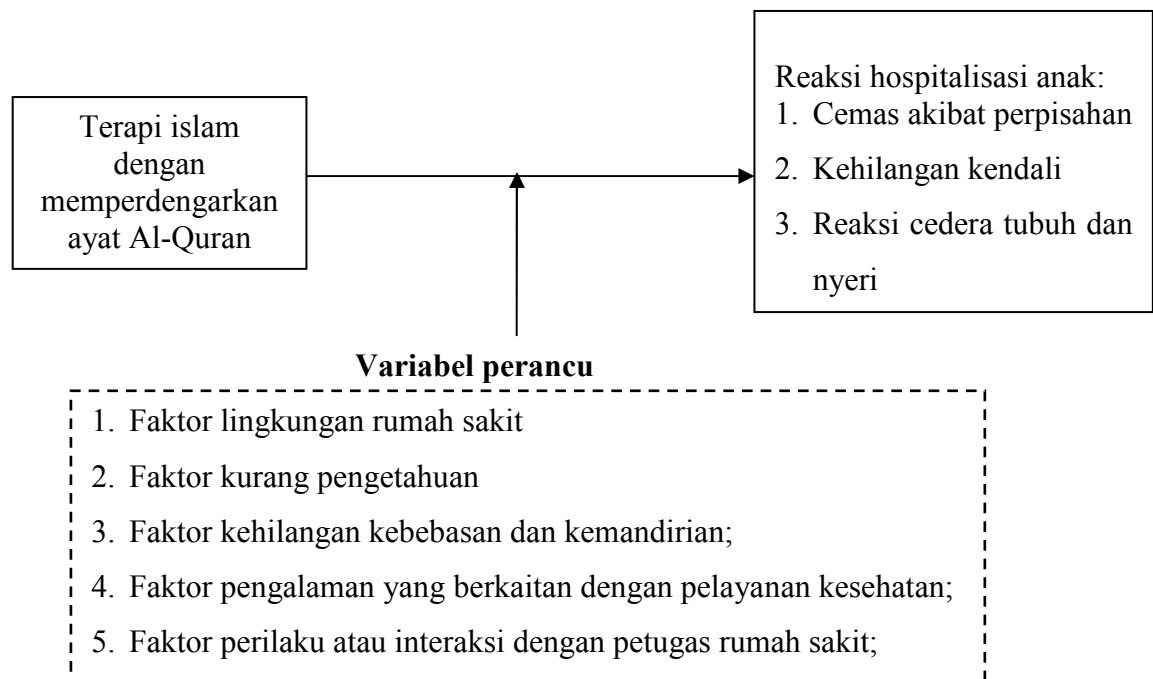 Terapi islam
dengan
memperdengarkan
ayat Al-Quran
Reaksi hospitalisasi anak:
1. Cemas akibat perpisahan
2. Kehilangan kendali
3. Reaksi cedera tubuh dan
nyeri
Variabel perancu
1. Faktor lingkungan rumah sakit
2. Faktor kurang pengetahuan
3. Faktor kehilangan kebebasan dan kemandirian;
4. Faktor pengalaman yang berkaitan dengan pelayanan kesehatan;
5. Faktor perilaku atau interaksi dengan petugas rumah sakit;